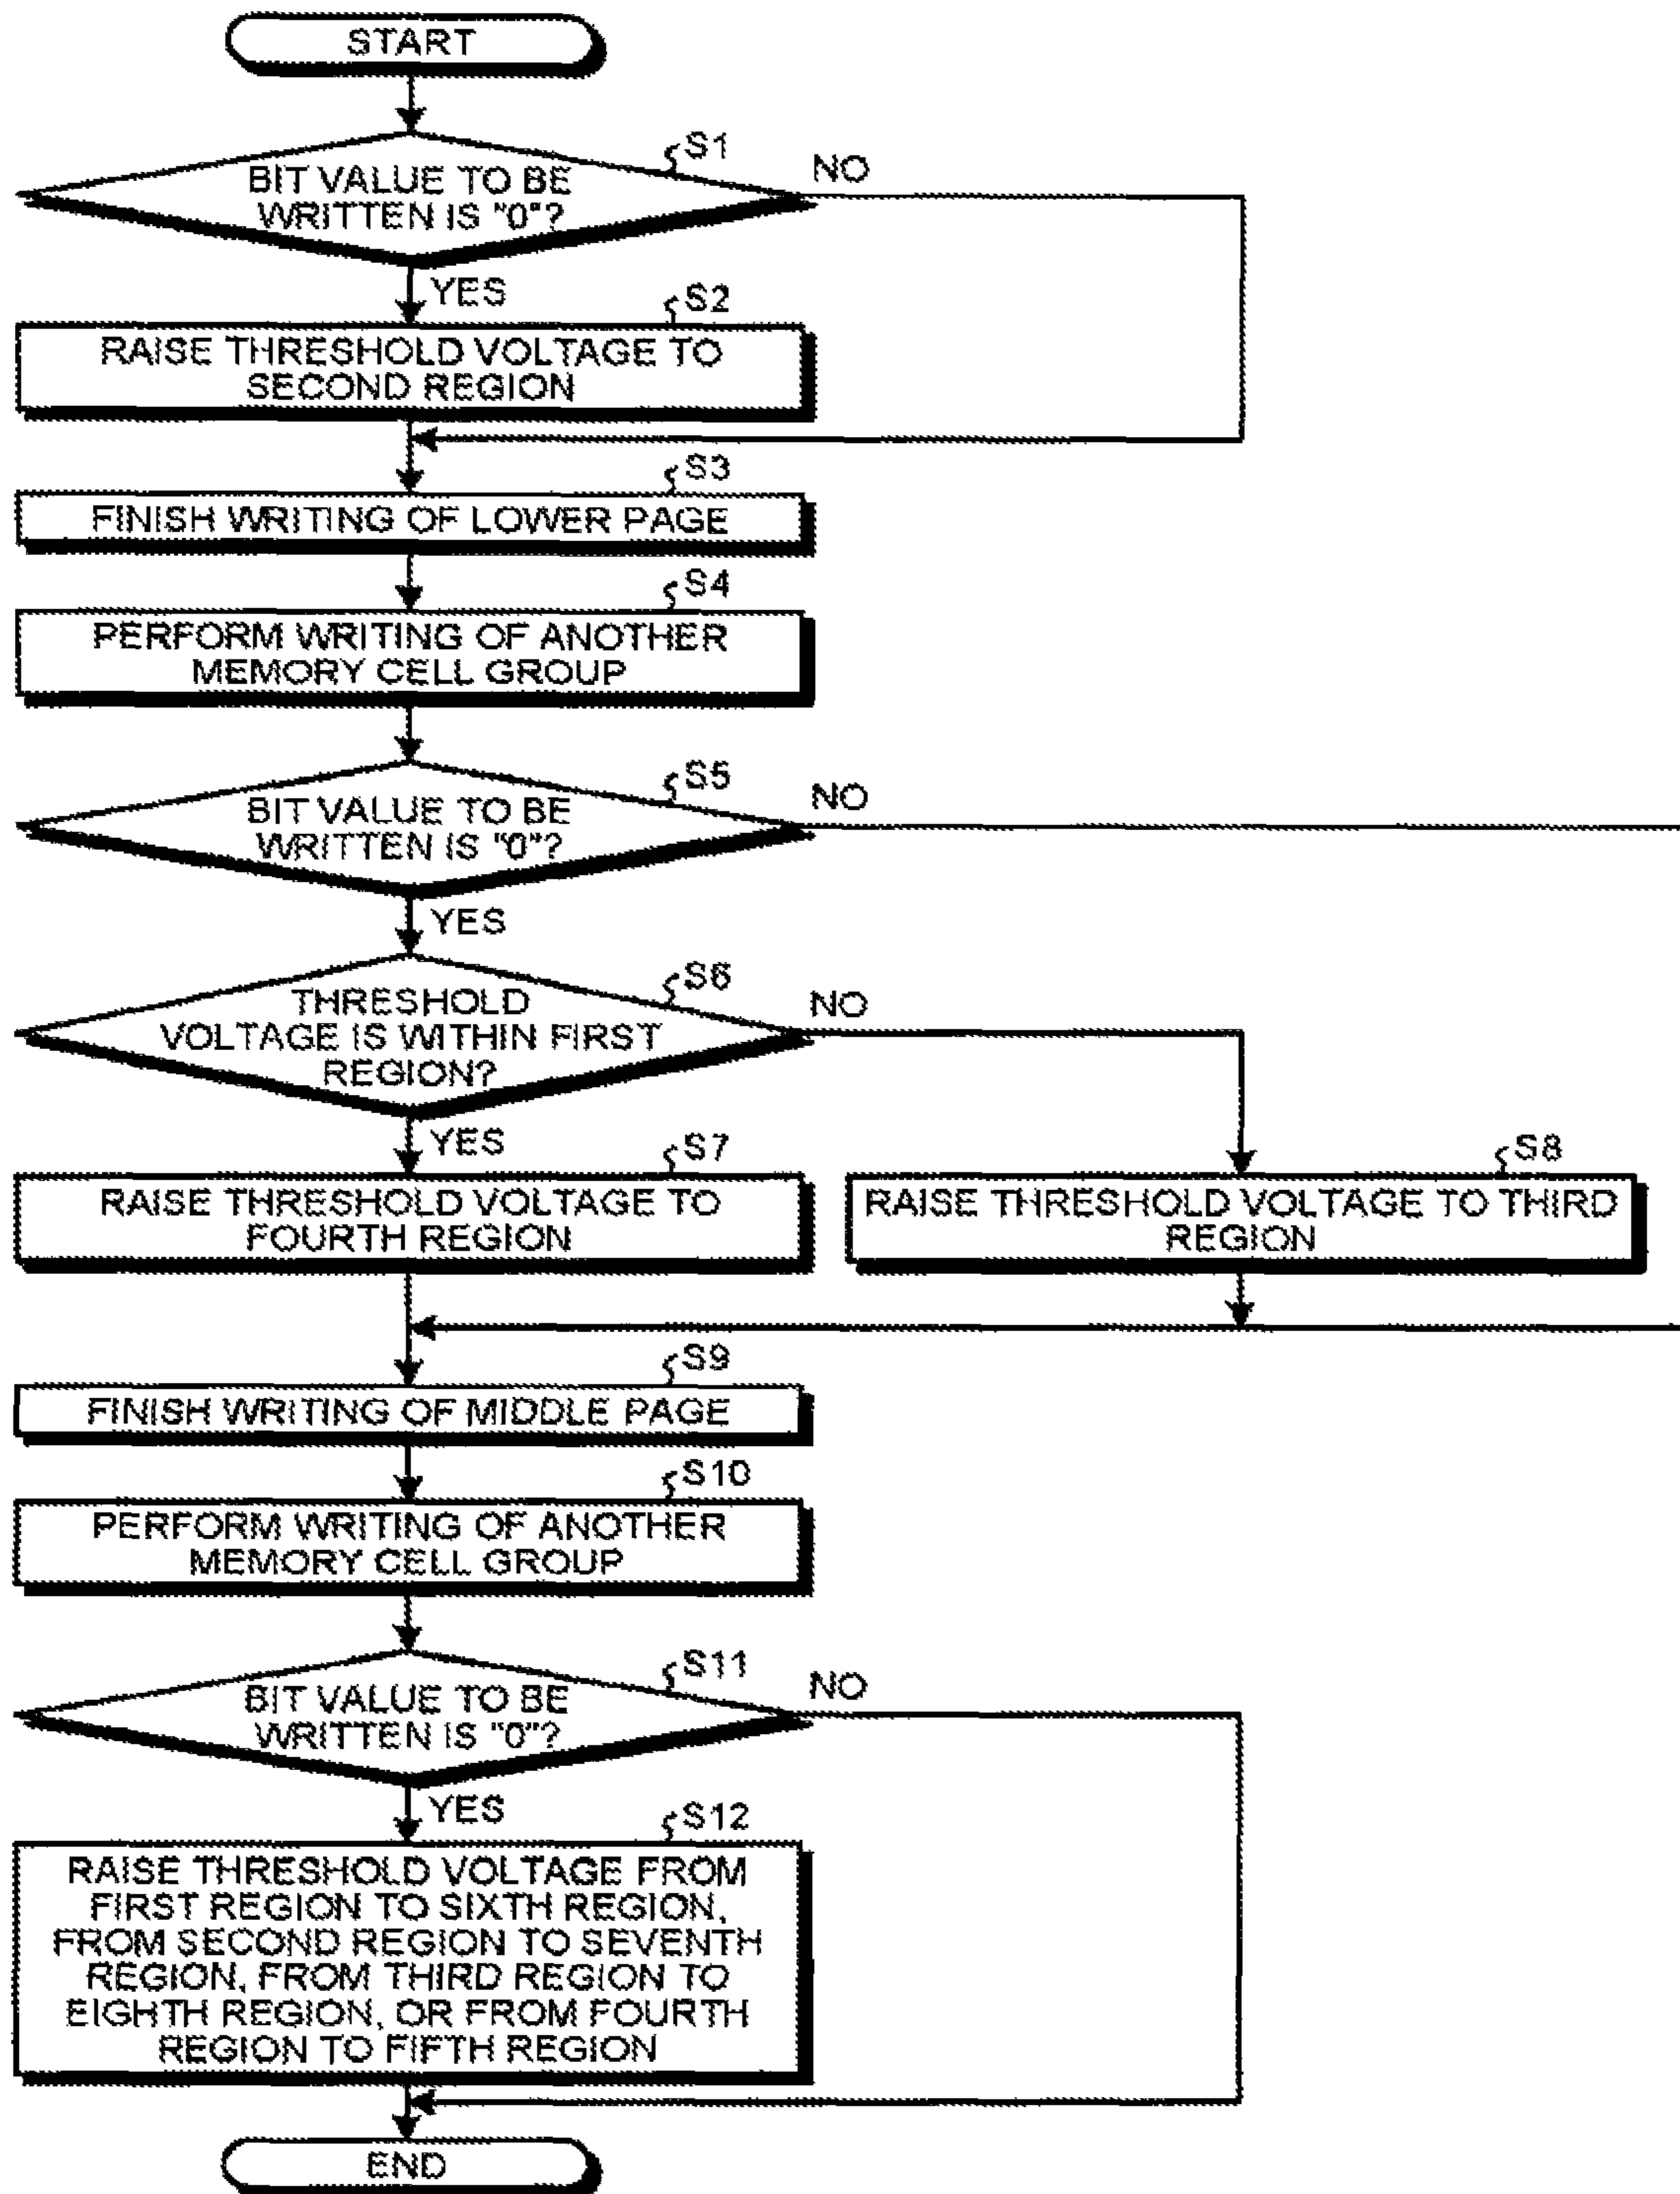 START
S1
BIT VALUE TO BE
WRITTEN IS "0"?
NO
YES
S2
RAISE THRESHOLD VOLTAGE TO
SECOND REGION
S3
FINISH WRITING OF LOWER PAGE
S4
PERFORM WRITING OF ANOTHER
MEMORY CELL GROUP
S5
BIT VALUE TO BE
WRITTEN IS "0"?
NO
YES
S6
THRESHOLD
VOLTAGE IS WITHIN FIRST
REGION?
NO
YES
S7
RAISE THRESHOLD VOLTAGE TO
FOURTH REGION
S8
RAISE THRESHOLD VOLTAGE TO THIRD
REGION
S9
FINISH WRITING OF MIDDLE PAGE
S10
PERFORM WRITING OF ANOTHER
MEMORY CELL GROUP
S11
BIT VALUE TO BE
WRITTEN IS "0"?
NO
YES
S12
RAISE THRESHOLD VOLTAGE FROM
FIRST REGION TO SIXTH REGION,
FROM SECOND REGION TO SEVENTH
REGION, FROM THIRD REGION TO
EIGHTH REGION, OR FROM FOURTH
REGION TO FIFTH REGION
END